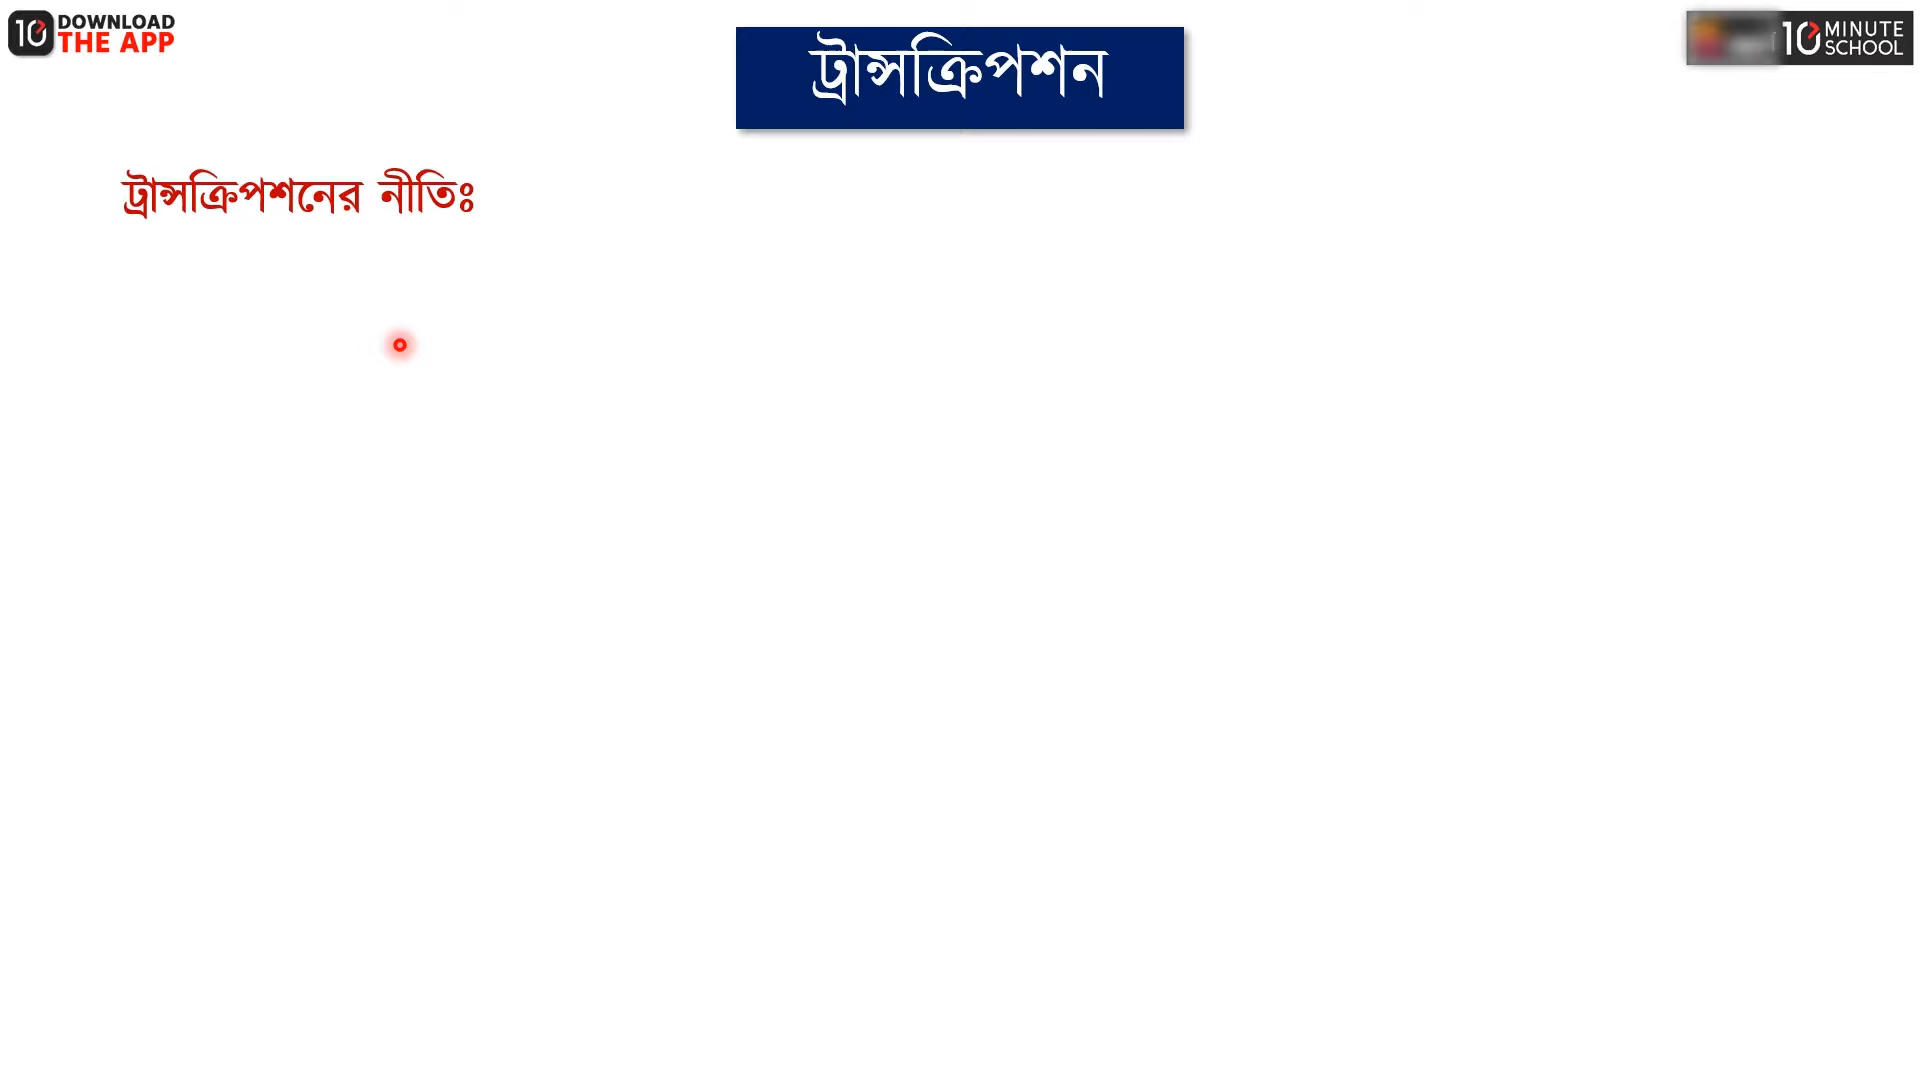 10 DOWNLOAD
THE APP
ট্রান্সক্রিপশন
10 MINUTE
SCHOOL
ট্রান্সক্রিপশনের নীতিঃ